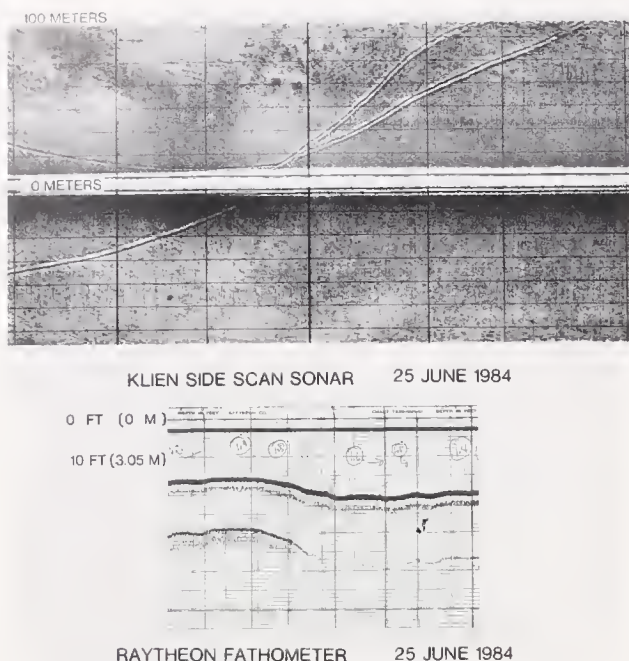 100 METERS
0 METERS
KLIEN SIDE SCAN SONAR 25 JUNE 1984
0 FT (0 M)
10 FT (3.05 M)
RAYTHEON FATHOMETER 25 JUNE 1984